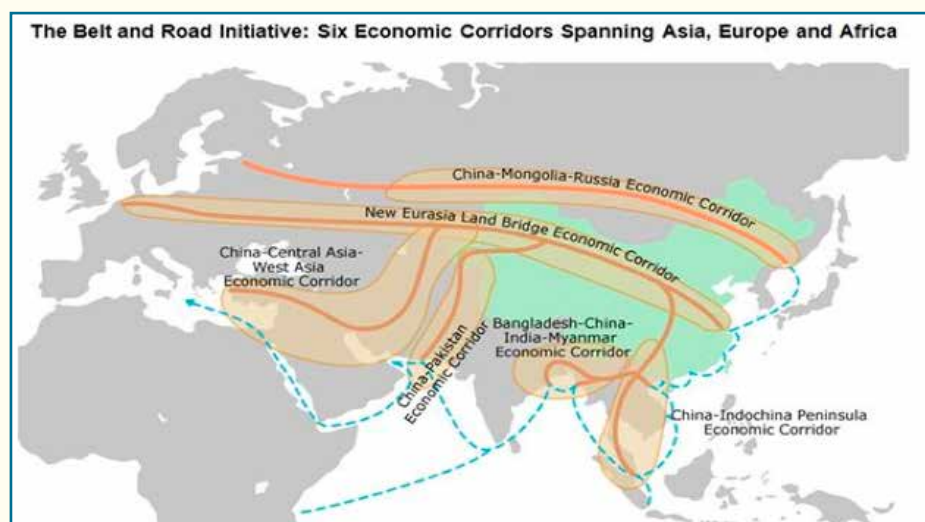 The Belt and Road Initiative: Six Economic Corridors Spanning Asia, Europe and Africa
China-Mongolia-Russia Economic Corridor
New Eurasia Land Bridge Economic Corridor
China-Central Asia-
West Asia
Economic Corridor
China-Pakistan
Economic Corridor
Bangladesh-China-
India-Myanmar
Economic Corridor
China-Indochina Peninsula
Economic Corridor